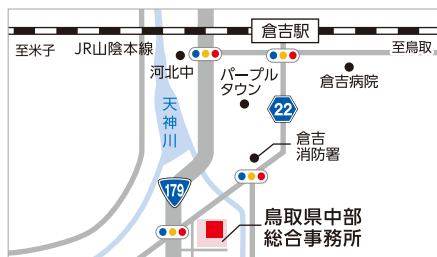 倉吉駅
至米子
JR山陰本線
至鳥取
河北中
パープル
タウン
倉吉病院
天神川
22
倉吉
消防署
179
鳥取県中部
総合事務所